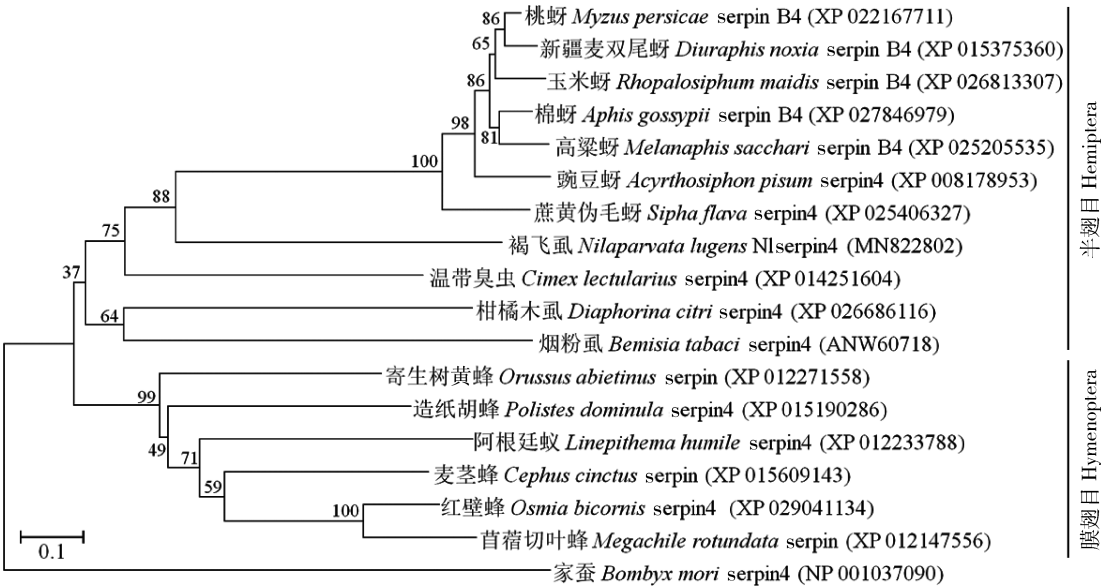 86
桃蚜 Myzus persicae serpin B4 (XP 022167711)
65
新疆麦双尾蚜 Diuraphis noxia serpin B4 (XP 015375360)
86
玉米蚜 Rhopalosiphum maidis serpin B4 (XP 026813307)
棉蚜 Aphis gossypii serpin B4 (XP 027846979)
98
81
高粱蚜 Melanaphis sacchari serpin B4 (XP 025205535)
100
豌豆蚜 Acyrthosiphon pisum serpin4 (XP 008178953)
88
蔗黄伪毛蚜 Sipha flava serpin4 (XP 025406327)
75
褐飞虱 Nilaparvata lugens Nlserpin4 (MN822802)
37
温带臭虫 Cimex lectularius serpin4 (XP 014251604)
64
柑橘木虱 Diaphorina citri serpin4 (XP 026686116)
烟粉虱 Bemisia tabaci serpin4 (ANW60718)
半翅目 Hemiptera
寄生树黄蜂 Orussus abietinus serpin (XP 012271558)
99
造纸胡蜂 Polistes dominula serpin4 (XP 015190286)
49
阿根廷蚁 Linepithema humile serpin4 (XP 012233788)
71
麦茎蜂 Cephus cinctus serpin (XP 015609143)
59
红壁蜂 Osmia bicornis serpin4 (XP 029041134)
100
苜蓿切叶蜂 Megachile rotundata serpin (XP 012147556)
膜翅目 Hymenoptera
0.1
家蚕 Bombyx mori serpin4 (NP 001037090)